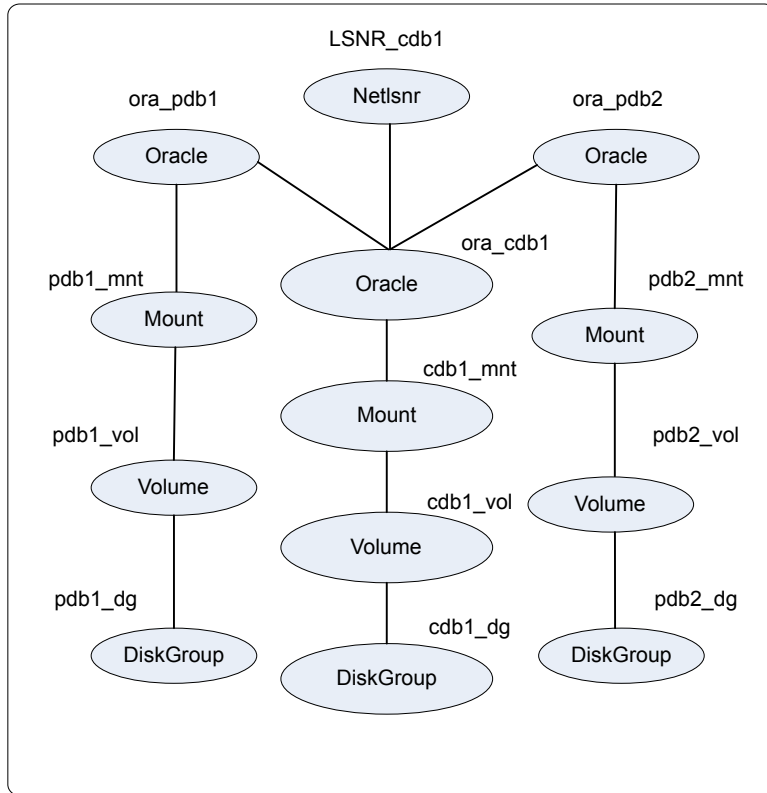 LSNR_cdb1
Netlsnr
ora_pdb1
Oracle
ora_pdb2
Oracle
ora_cdb1
Oracle
pdb1_mnt
Mount
pdb2_mnt
Mount
cdb1_mnt
Mount
pdb1_vol
Volume
pdb2_vol
Volume
cdb1_vol
Volume
pdb1_dg
DiskGroup
pdb2_dg
DiskGroup
cdb1_dg
DiskGroup